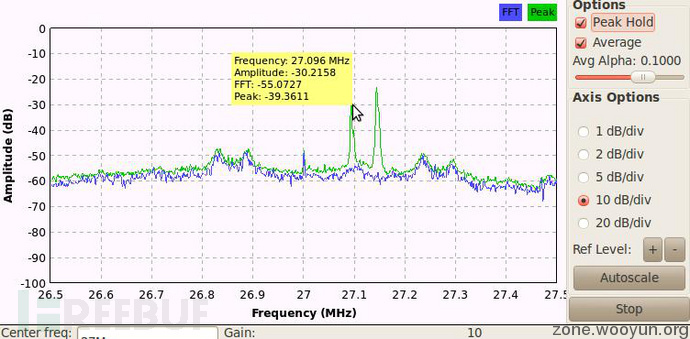 FFT Peak
Options
Peak Hold
Average
Avg Alpha: 0.1000
Axis Options
1 dB/div
2 dB/div
5 dB/div
10 dB/div
20 dB/div
Ref Level: + -
Autoscale
Stop
Frequency: 27.096 MHz
Amplitude: -30.2158
FFT: -55.0727
Peak: -39.3611
Amplitude (dB)
0
-10
-20
-30
-40
-50
-60
-70
-80
-90
-100
26.5 26.6 26.7 26.8 26.9 27 27.1 27.2 27.3 27.4 27.5
Frequency (MHz)
Center freq: Gain: 10
REEBUF
zone.wooyun.org